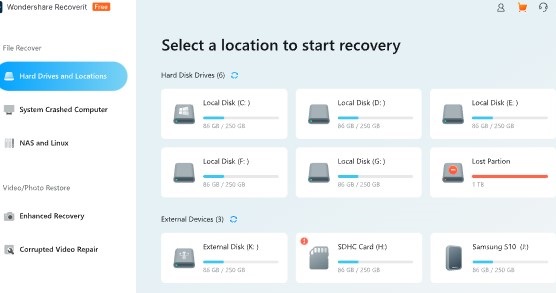 Wondershare Recoverit Free
File Recover
Hard Drives and Locations
System Crashed Computer
NAS and Linux
Video/Photo Restore
Enhanced Recovery
Corrupted Video Repair
Select a location to start recovery
Hard Disk Drives (6)
Local Disk (C: )
86 GB / 250 GB
Local Disk (D: )
86 GB / 250 GB
Local Disk (E: )
86 GB / 250 GB
Local Disk (F: )
86 GB / 250 GB
Local Disk (G: )
86 GB / 250 GB
Lost Partion
1 TB
External Devices (3)
External Disk (K: )
86 GB / 250 GB
SDHC Card (H:)
86 GB / 250 GB
Samsung S10 (I:)
86 GB / 250 GB